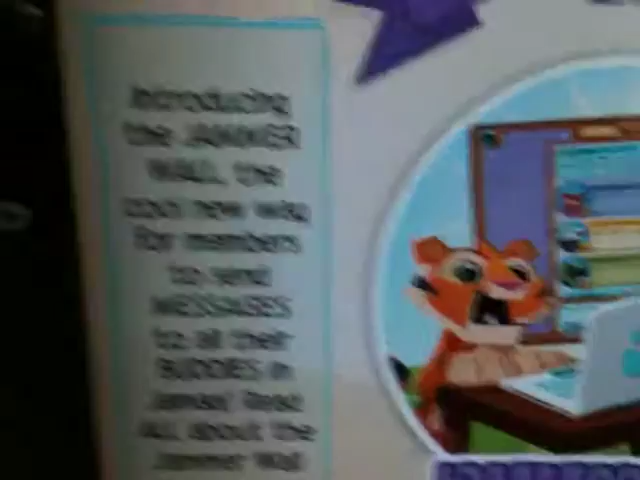 Introducing
the JAMMER
WALL, the
cool new way
for members
to send
MESSAGES
to all their
BUDDIES in
Jamaa! Read
ALL about the
Jammer Wall